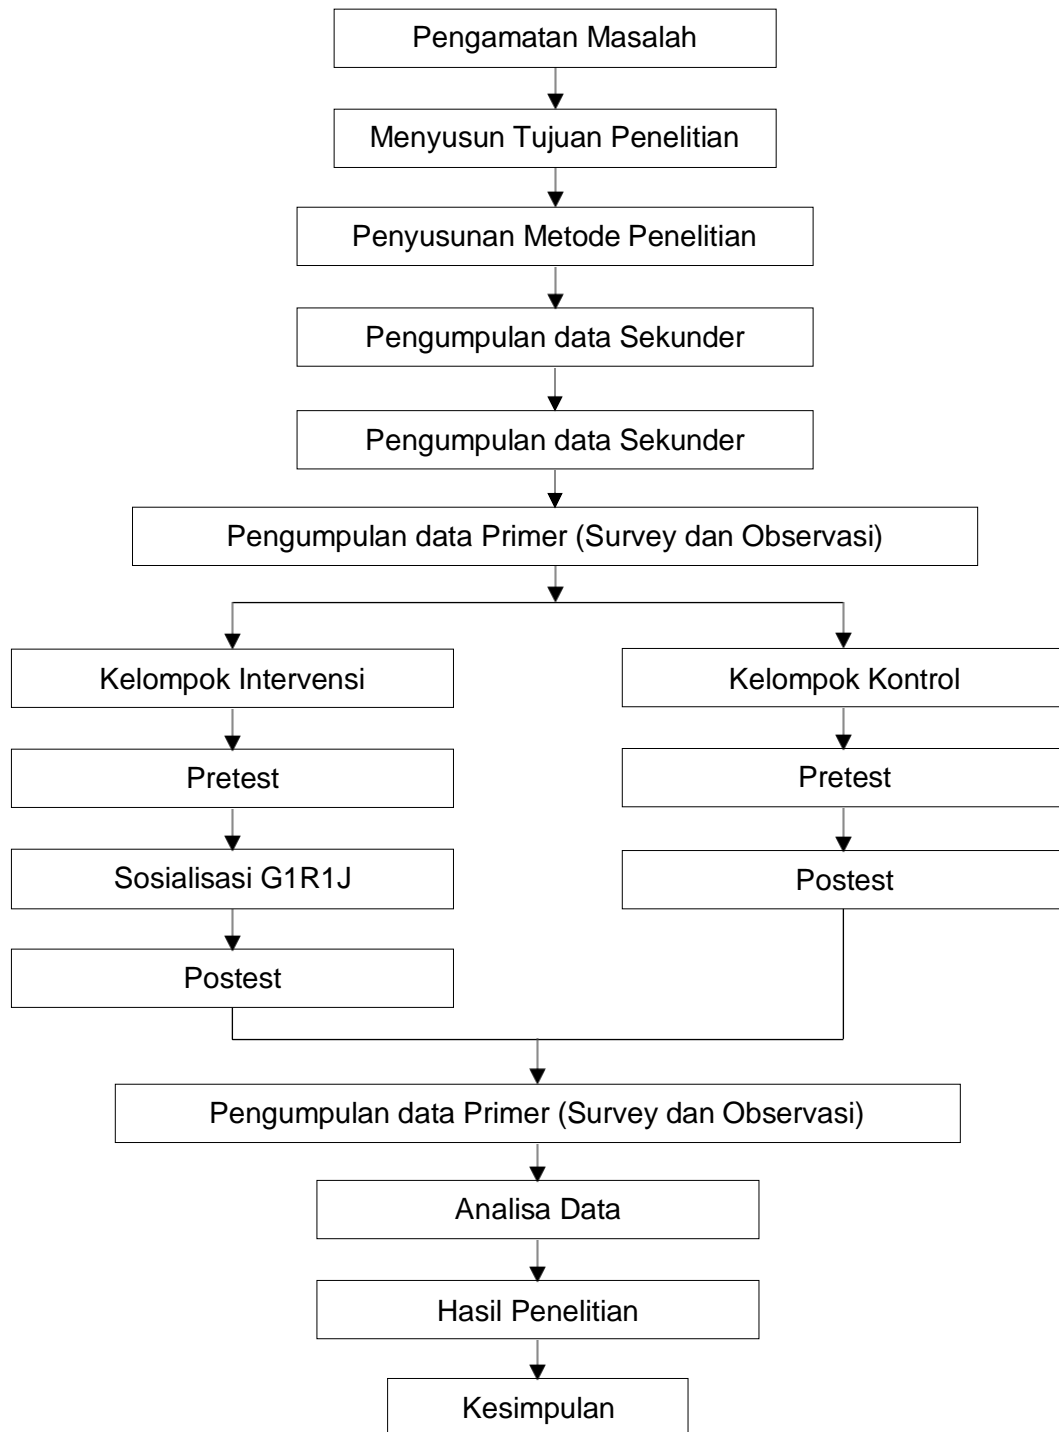 Pengamatan Masalah
Menyusun Tujuan Penelitian
Penyusunan Metode Penelitian
Pengumpulan data Sekunder
Pengumpulan data Sekunder
Pengumpulan data Primer (Survey dan Observasi)
Kelompok Intervensi
Kelompok Kontrol
Pretest
Pretest
Sosialisasi G1R1J
Postest
Postest
Pengumpulan data Primer (Survey dan Observasi)
Analisa Data
Hasil Penelitian
Kesimpulan